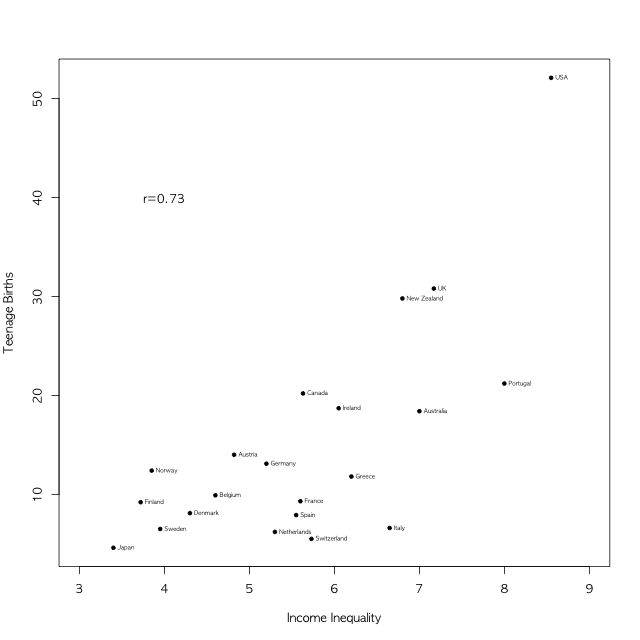 USA
50
r=0.73
40
UK
New Zealand
30
Teenage Births
Portugal
Canada
20
Ireland
Australia
Austria
Germany
Norway
Greece
10
Belgium
Finland
France
Denmark
Spain
Sweden
Italy
Netherlands
Switzerland
Japan
3 4 5 6 7 8 9
Income Inequality